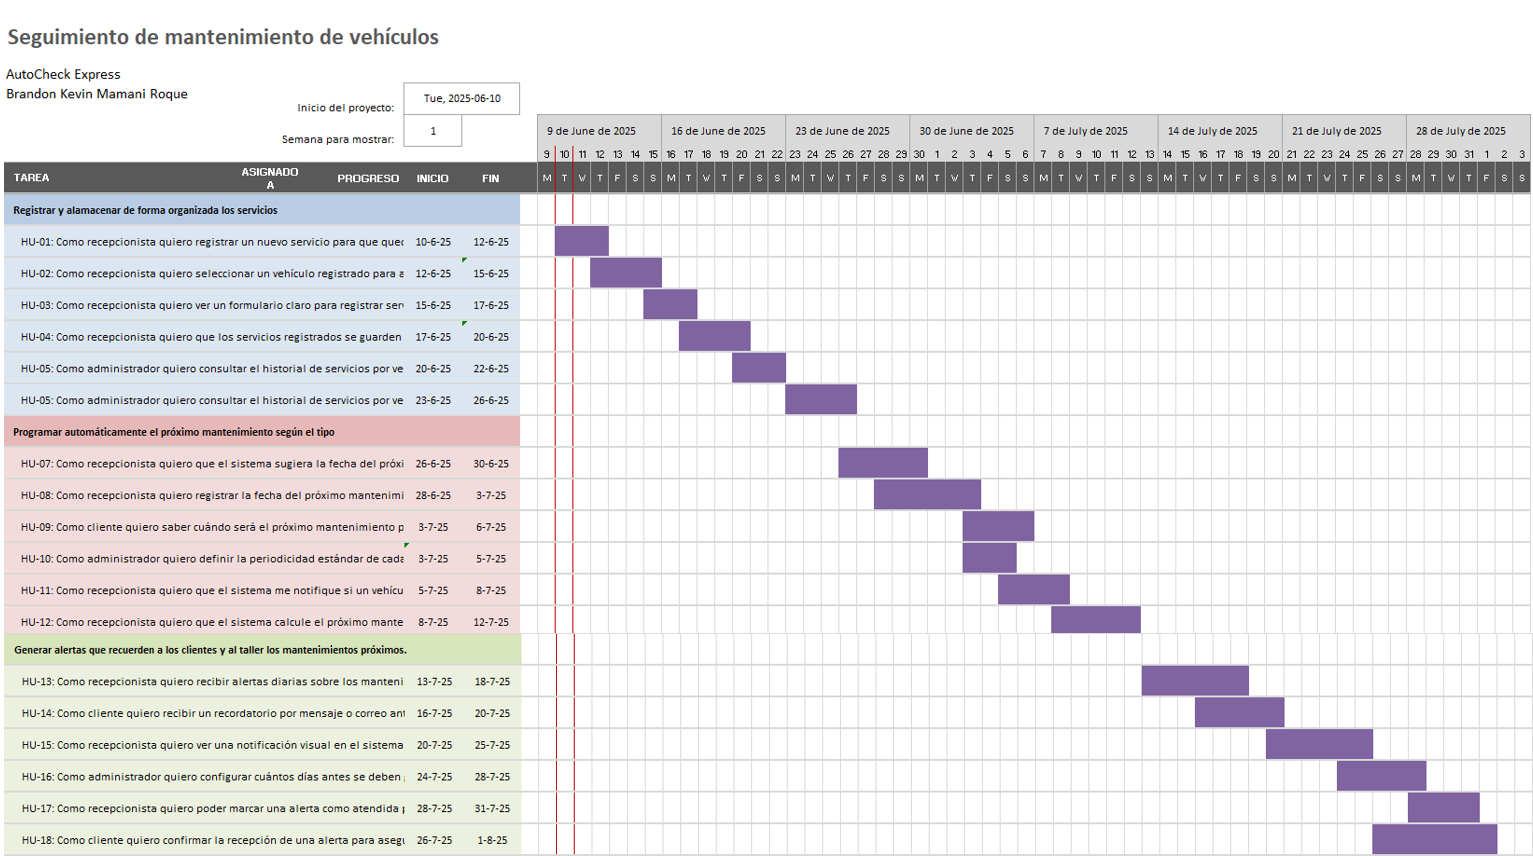 Seguimiento de mantenimiento de vehículos
AutoCheck Express
Brandon Kevin Mamani Roque
Inicio del proyecto: Tue, 2025-06-10
Semana para mostrar: 1
9 de June de 2025 16 de June de 2025 23 de June de 2025 30 de June de 2025 7 de July de 2025 14 de July de 2025 21 de July de 2025 28 de July de 2025
9 10 11 12 13 14 15 16 17 18 19 20 21 22 23 24 25 26 27 28 29 30 1 2 3 4 5 6 7 8 9 10 11 12 13 14 15 16 17 18 19 20 21 22 23 24 25 26 27 28 29 30 31 1 2 3
TAREA ASIGNADO A PROGRESO INICIO FIN M T W T F S S M T W T F S S M T W T F S S M T W T F S S M T W T F S S M T W T F S S M T W T F S S M T W T F S S
Registrar y alamacenar de forma organizada los servicios
HU-01: Como recepcionista quiero registrar un nuevo servicio para que quec 10-6-25 12-6-25
HU-02: Como recepcionista quiero seleccionar un vehículo registrado para a 12-6-25 15-6-25
HU-03: Como recepcionista quiero ver un formulario claro para registrar ser 15-6-25 17-6-25
HU-04: Como recepcionista quiero que los servicios registrados se guarden 17-6-25 20-6-25
HU-05: Como administrador quiero consultar el historial de servicios por ve 20-6-25 22-6-25
HU-05: Como administrador quiero consultar el historial de servicios por ve 23-6-25 26-6-25
Programar automáticamente el próximo mantenimiento según el tipo
HU-07: Como recepcionista quiero que el sistema sugiera la fecha del próxi 26-6-25 30-6-25
HU-08: Como recepcionista quiero registrar la fecha del próximo mantenimi 28-6-25 3-7-25
HU-09: Como cliente quiero saber cuándo será el próximo mantenimiento p 3-7-25 6-7-25
HU-10: Como administrador quiero definir la periodicidad estándar de cada 3-7-25 5-7-25
HU-11: Como recepcionista quiero que el sistema me notifique si un vehícu 5-7-25 8-7-25
HU-12: Como recepcionista quiero que el sistema calcule el próximo mante 8-7-25 12-7-25
Generar alertas que recuerden a los clientes y al taller los mantenimientos próximos.
HU-13: Como recepcionista quiero recibir alertas diarias sobre los manteni 13-7-25 18-7-25
HU-14: Como cliente quiero recibir un recordatorio por mensaje o correo ant 16-7-25 20-7-25
HU-15: Como recepcionista quiero ver una notificación visual en el sistema 20-7-25 25-7-25
HU-16: Como administrador quiero configurar cuántos días antes se deben 24-7-25 28-7-25
HU-17: Como recepcionista quiero poder marcar una alerta como atendida p 28-7-25 31-7-25
HU-18: Como cliente quiero confirmar la recepción de una alerta para asegu 26-7-25 1-8-25